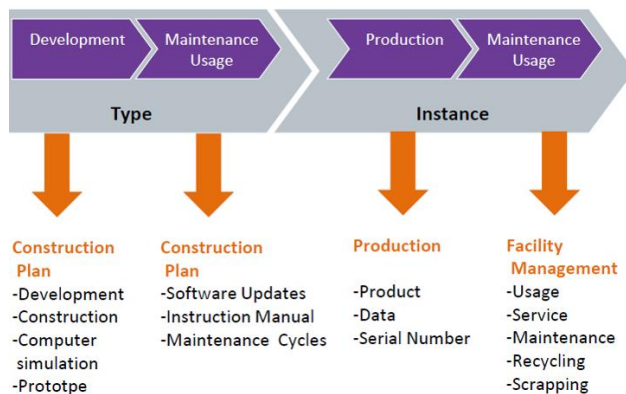 Development
Maintenance
Usage
Production
Maintenance
Usage
Type
Instance
Construction
Plan
-Development
-Construction
-Computer
simulation
-Prototpe
Construction
Plan
-Software Updates
-Instruction Manual
-Maintenance Cycles
Production
-Product
-Data
-Serial Number
Facility
Management
-Usage
-Service
-Maintenance
-Recycling
-Scrapping